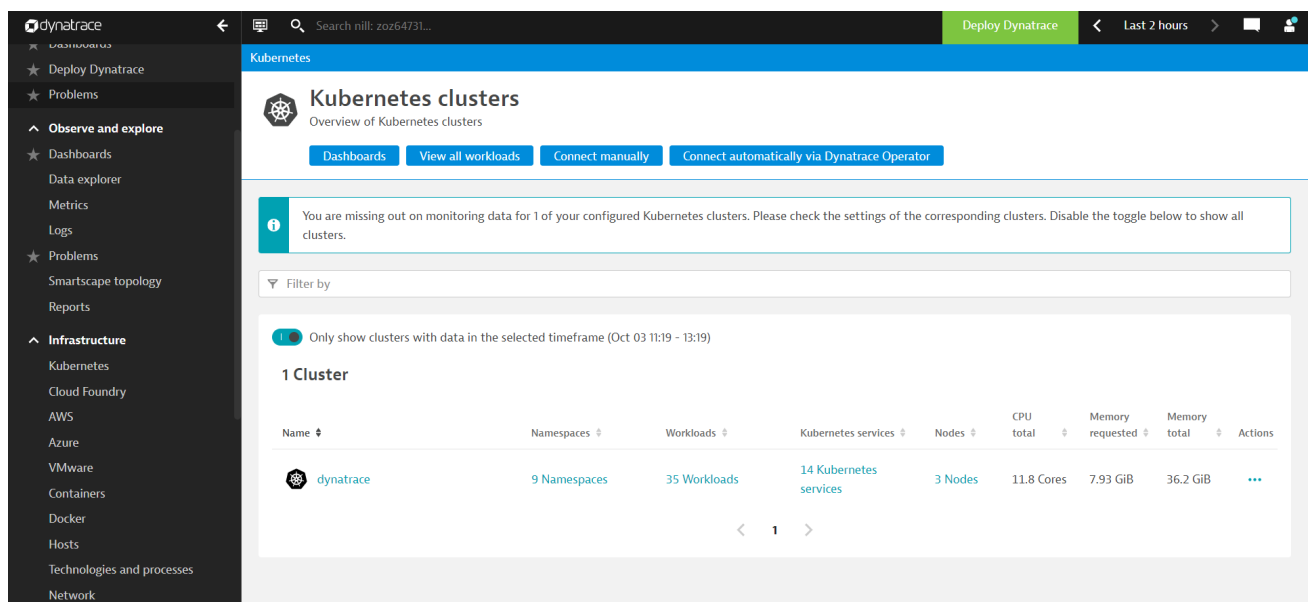 dynatrace
Search nill: zoz64731...
Deploy Dynatrace
Last 2 hours
Dashboards
Deploy Dynatrace
Problems
Observe and explore
Dashboards
Data explorer
Metrics
Logs
Problems
Smartscape topology
Reports
Infrastructure
Kubernetes
Cloud Foundry
AWS
Azure
VMware
Containers
Docker
Hosts
Technologies and processes
Network
Kubernetes
Kubernetes clusters
Overview of Kubernetes clusters
Dashboards View all workloads Connect manually Connect automatically via Dynatrace Operator
You are missing out on monitoring data for 1 of your configured Kubernetes clusters. Please check the settings of the corresponding clusters. Disable the toggle below to show all
clusters.
Filter by
Only show clusters with data in the selected timeframe (Oct 03 11:19 - 13:19)
1 Cluster
Name Namespaces Workloads Kubernetes services Nodes CPU total Memory requested Memory total Actions
dynatrace 9 Namespaces 35 Workloads 14 Kubernetes services 3 Nodes 11.8 Cores 7.93 GiB 36.2 GiB ...
1